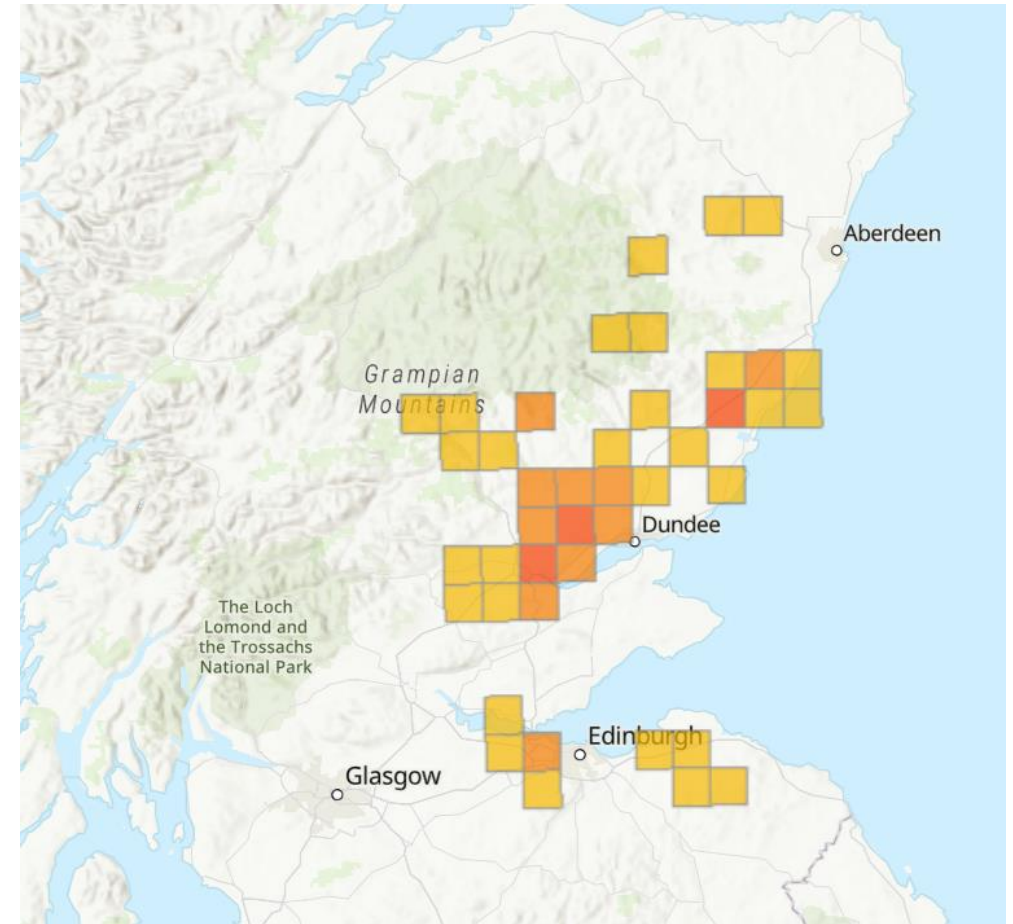 Aberdeen
Grampian
Mountains
Dundee
The Loch
Lomond and
the Trossachs
National Park
Edinburgh
Glasgow